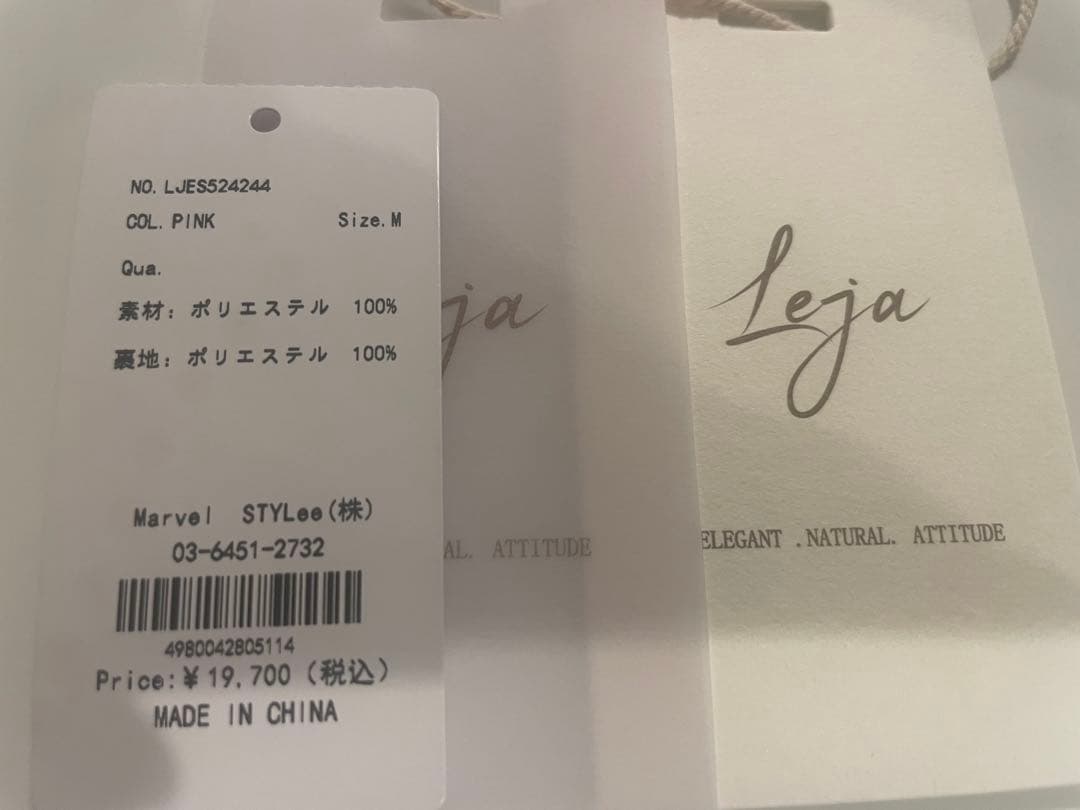 NO. LJES524244
COL. PINK Size. M
Qua.
素材: ポリエステル 100%
裏地: ポリエステル 100%
Marvel STYLee(株)
03-6451-2732
4980042805114
Price:¥19,700(税込)
MADE IN CHINA
ja
AL. ATTITUDE
Leja
ELEGANT .NATURAL. ATTITUDE